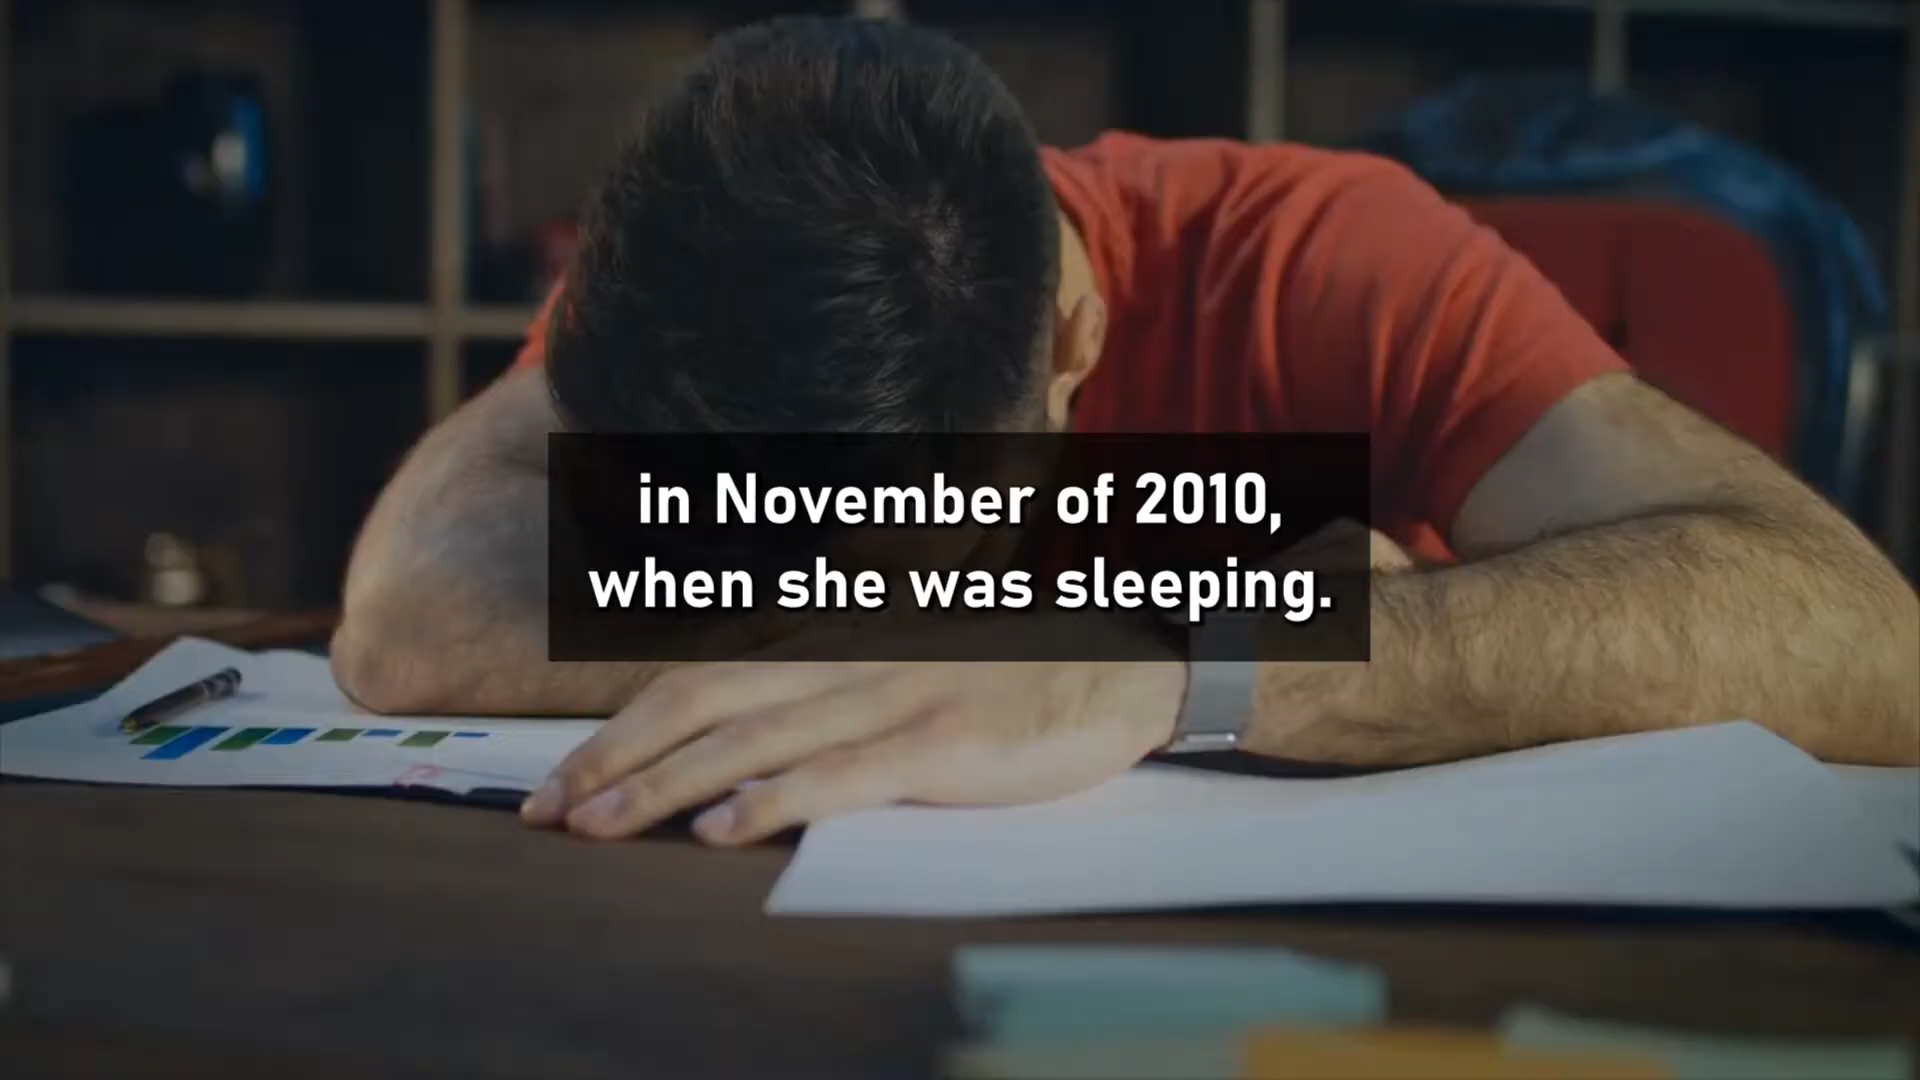 in November of 2010,
when she was sleeping.